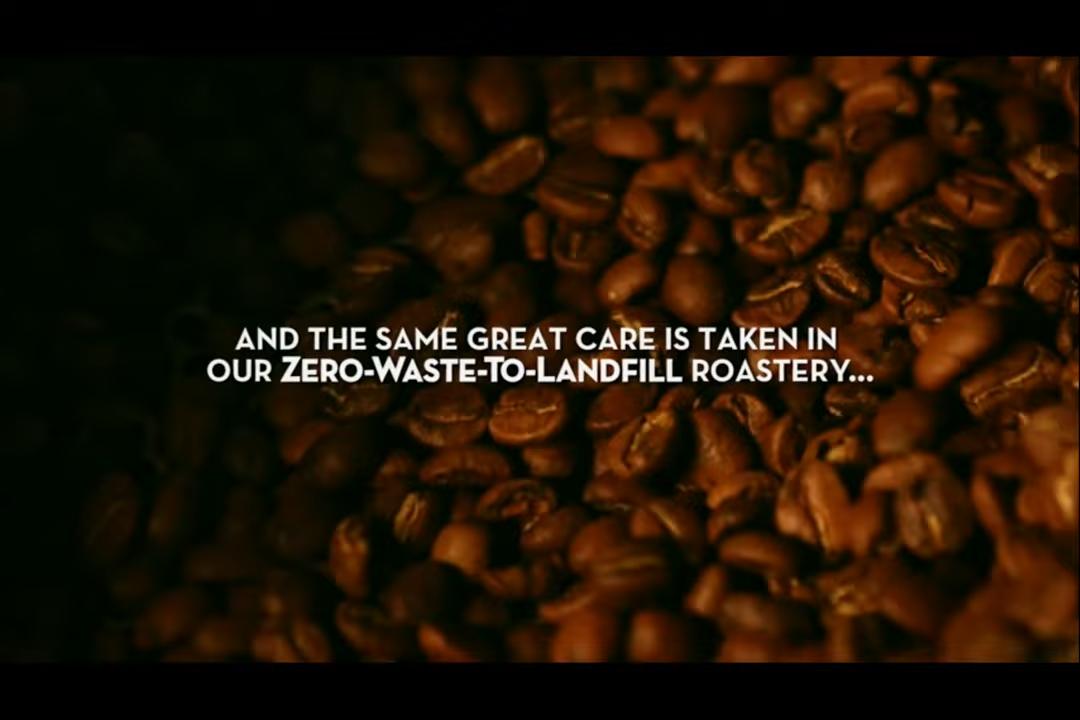 AND THE SAME GREAT CARE IS TAKEN IN
OUR ZERO-WASTE-TO-LANDFILL ROASTERY...